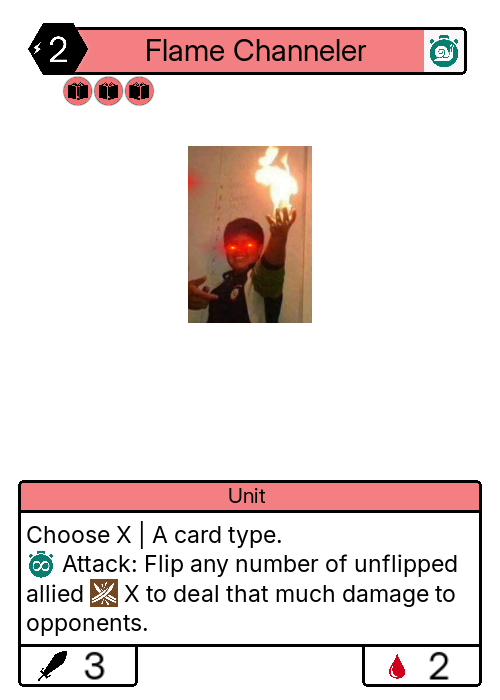 2 Flame Channeler
Unit
Choose X | A card type.
Attack: Flip any number of unflipped
allied X to deal that much damage to
opponents.
3 2